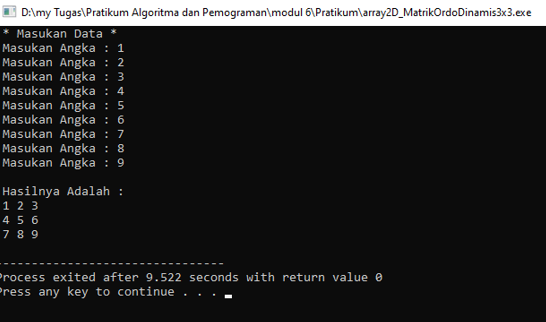 D:\my Tugas\Pratikum Algoritma dan Pemograman\modul 6\Pratikum\array2D_MatrikOrdoDinamis3x3.exe
* Masukan Data *
Masukan Angka : 1
Masukan Angka : 2
Masukan Angka : 3
Masukan Angka : 4
Masukan Angka : 5
Masukan Angka : 6
Masukan Angka : 7
Masukan Angka : 8
Masukan Angka : 9
Hasilnya Adalah :
1 2 3
4 5 6
7 8 9
--------------------------------
Process exited after 9.522 seconds with return value 0
Press any key to continue . . .